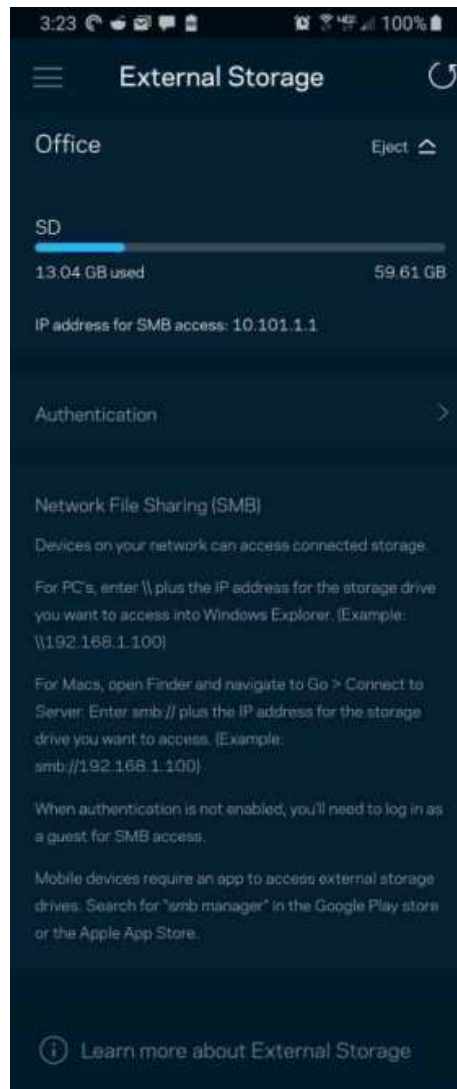 3:23 100%
External Storage
Office Eject
SD
13.04 GB used 59.61 GB
IP address for SMB access: 10.101.1.1
Authentication
Network File Sharing (SMB)
Devices on your network can access connected storage.
For PC's, enter \\ plus the IP address for the storage drive
you want to access into Windows Explorer. (Example:
\\192.168.1.100)
For Macs, open Finder and navigate to Go > Connect to
Server. Enter smb:// plus the IP address for the storage
drive you want to access. (Example:
smb://192.168.1.100)
When authentication is not enabled, you'll need to log in as
a guest for SMB access.
Mobile devices require an app to access external storage
drives. Search for "smb manager" in the Google Play store
or the Apple App Store.
Learn more about External Storage